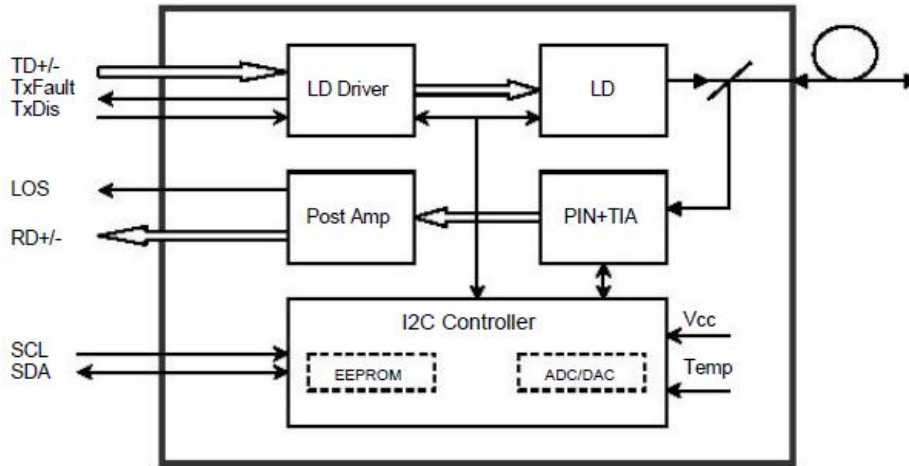 TD+/-
TxFault
TxDis
LD Driver
LD
LOS
RD+/-
Post Amp
PIN+TIA
I2C Controller
Vcc
SCL
SDA
EEPROM
ADC/DAC
Temp